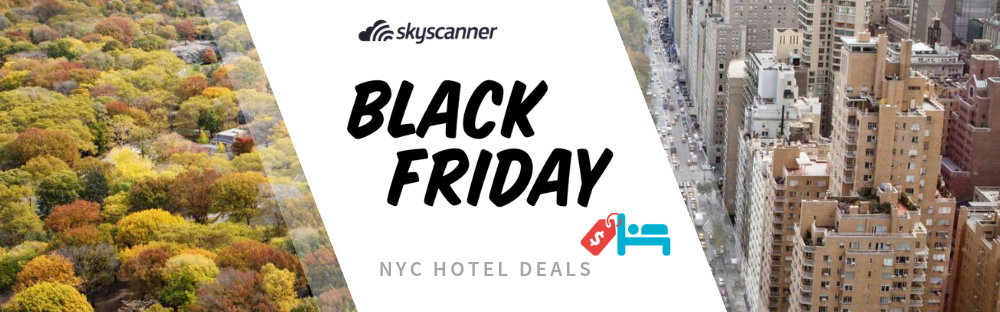 skyscanner
BLACK
FRIDAY
$
NYC HOTEL DEALS